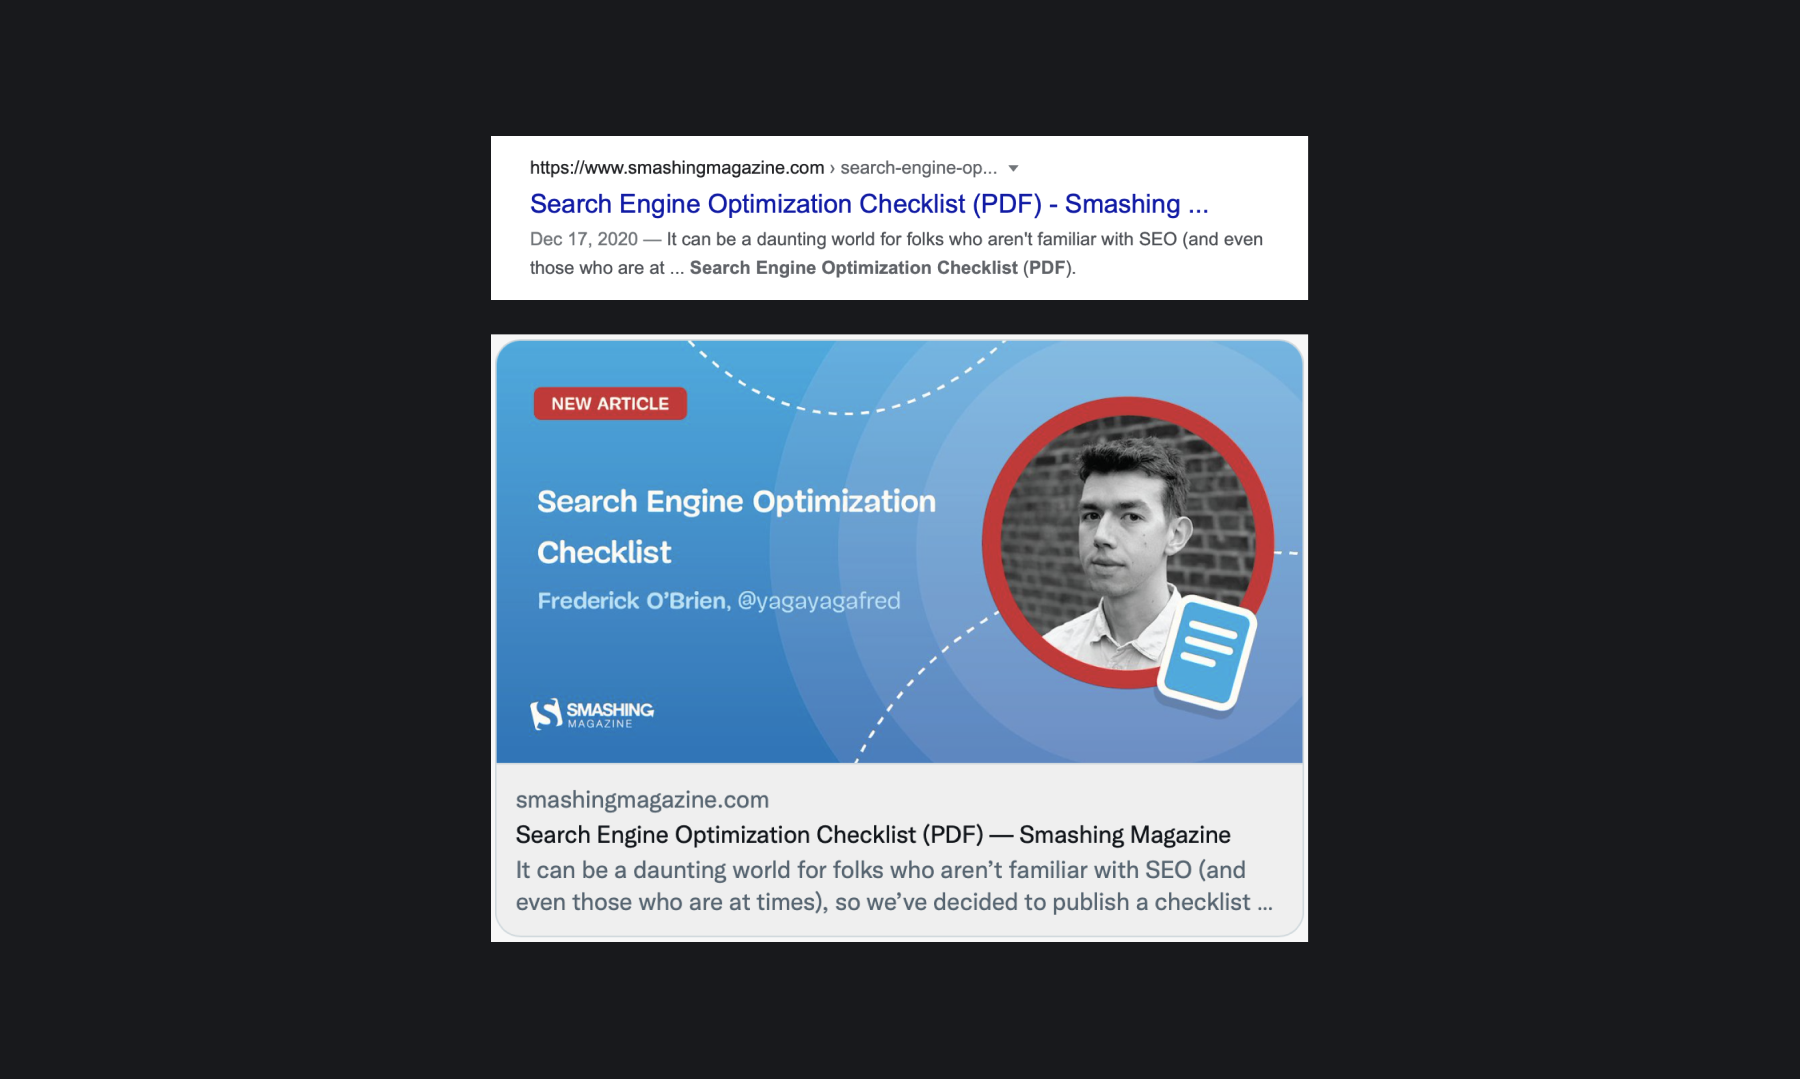 https://www.smashingmagazine.com › search-engine-op...
Search Engine Optimization Checklist (PDF) - Smashing ...
Dec 17, 2020 — It can be a daunting world for folks who aren't familiar with SEO (and even
those who are at ... Search Engine Optimization Checklist (PDF).
NEW ARTICLE
Search Engine Optimization
Checklist
Frederick O’Brien, @yagayagafred
SMASHING
MAGAZINE
smashingmagazine.com
Search Engine Optimization Checklist (PDF) — Smashing Magazine
It can be a daunting world for folks who aren’t familiar with SEO (and
even those who are at times), so we’ve decided to publish a checklist ...